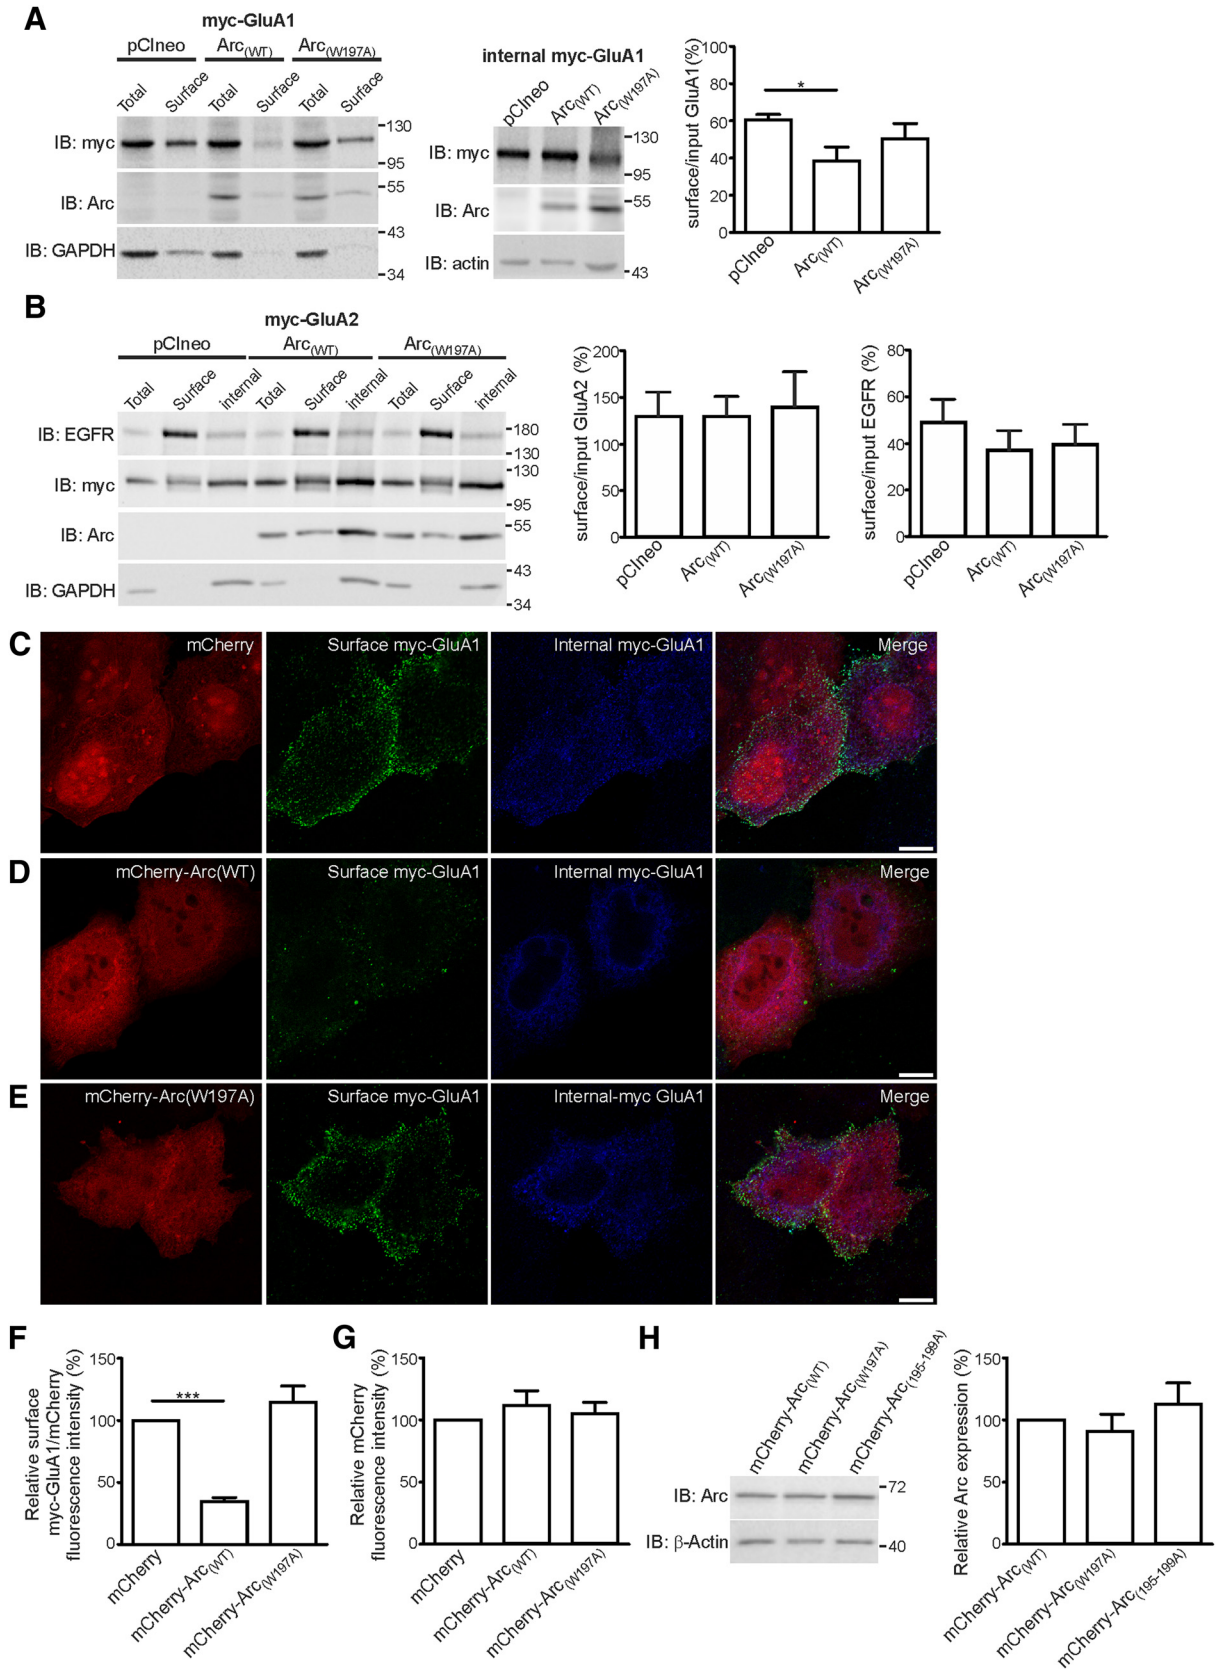 A
myc-GluA1
pCIneo Arc(WT) Arc(W197A)
Total Surface Total Surface Total Surface
IB: myc
130
95
IB: Arc
55
IB: GAPDH
43
34
internal myc-GluA1
pCIneo Arc(WT) Arc(W197A)
IB: myc
130
95
IB: Arc
55
IB: actin
43
surface/input GluA1(%)
100
80
60
40
20
0
*
pCIneo Arc(WT) Arc(W197A)
B
myc-GluA2
pCIneo Arc(WT) Arc(W197A)
Total Surface internal Total Surface internal Total Surface internal
IB: EGFR
180
130
IB: myc
130
95
IB: Arc
55
IB: GAPDH
43
34
surface/input GluA2 (%)
200
150
100
50
0
pCIneo Arc(WT) Arc(W197A)
surface/input EGFR (%)
80
60
40
20
0
pCIneo Arc(WT) Arc(W197A)
C
mCherry
Surface myc-GluA1
Internal myc-GluA1
Merge
D
mCherry-Arc(WT)
Surface myc-GluA1
Internal myc-GluA1
Merge
E
mCherry-Arc(W197A)
Surface myc-GluA1
Internal-myc GluA1
Merge
F
Relative surface
myc-GluA1/mCherry
fluorescence intensity (%)
150
100
50
0
***
mCherry mCherry-Arc(WT) mCherry-Arc(W197A)
G
Relative mCherry
fluorescence intensity (%)
150
100
50
0
mCherry mCherry-Arc(WT) mCherry-Arc(W197A)
H
mCherry-Arc(WT) mCherry-Arc(W197A) mCherry-Arc(195-199A)
IB: Arc
72
IB: β-Actin
40
Relative Arc expression (%)
150
100
50
0
mCherry-Arc(WT) mCherry-Arc(W197A) mCherry-Arc(195-199A)